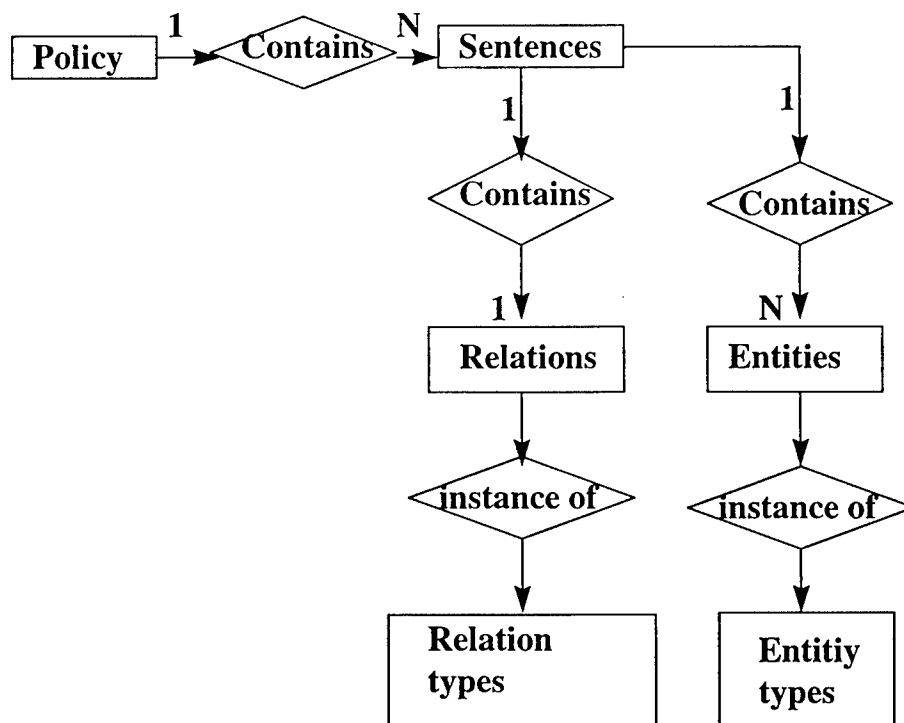 1
N
Policy
Contains
Sentences
1
1
Contains
Contains
1
N
Relations
Entities
instance of
instance of
Relation
types
Entitiy
types